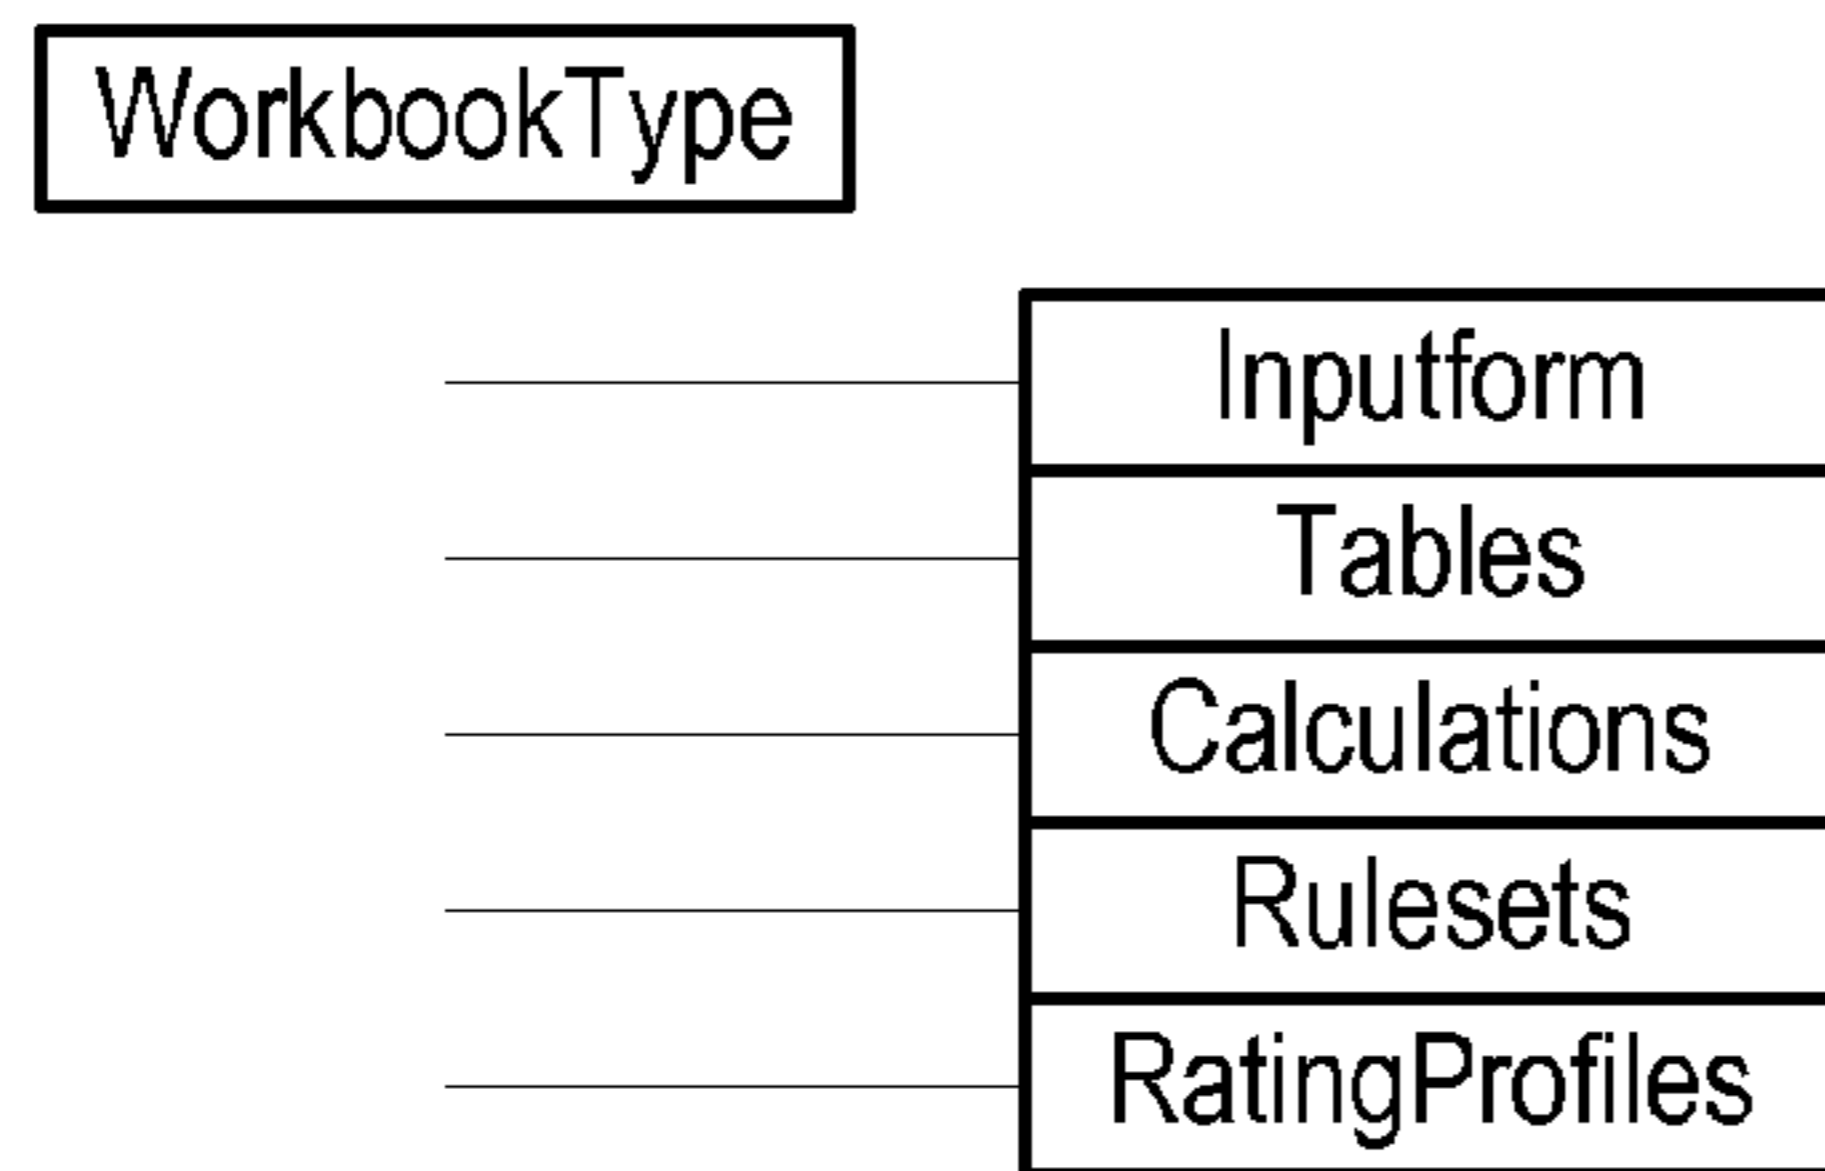 WorkbookType
Inputform
Tables
Calculations
Rulesets
RatingProfiles